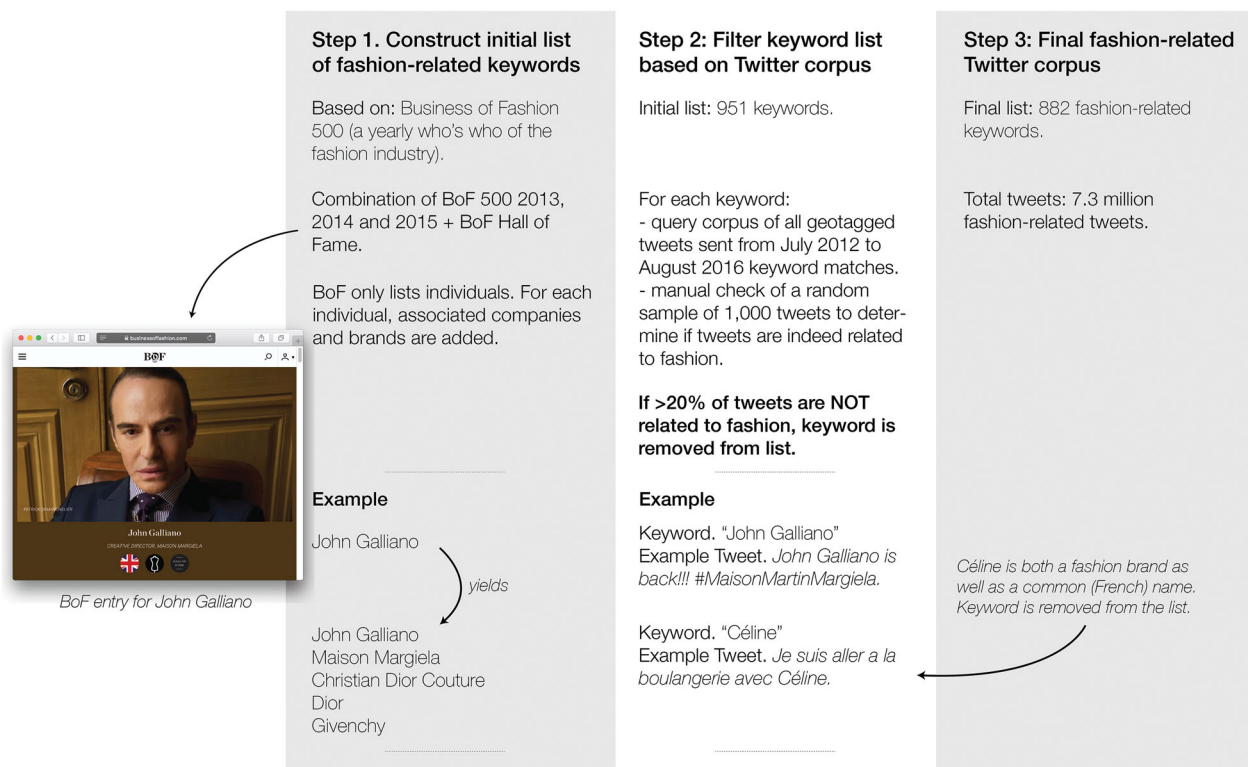 Step 1. Construct initial list
of fashion-related keywords
Based on: Business of Fashion
500 (a yearly who's who of the
fashion industry).
Combination of BoF 500 2013,
2014 and 2015 + BoF Hall of
Fame.
BoF only lists individuals. For each
individual, associated companies
and brands are added.
businessoffashion.com
BOF
John Galliano
CREATIVE DIRECTOR, MAISON MARGIELA
BoF entry for John Galliano
Example
John Galliano
yields
John Galliano
Maison Margiela
Christian Dior Couture
Dior
Givenchy
Step 2: Filter keyword list
based on Twitter corpus
Initial list: 951 keywords.
For each keyword:
- query corpus of all geotagged
tweets sent from July 2012 to
August 2016 keyword matches.
- manual check of a random
sample of 1,000 tweets to deter-
mine if tweets are indeed related
to fashion.
If >20% of tweets are NOT
related to fashion, keyword is
removed from list.
Example
Keyword. “John Galliano”
Example Tweet. John Galliano is
back!!! #MaisonMartinMargiela.
Keyword. “Céline”
Example Tweet. Je suis aller a la
boulangerie avec Céline.
Step 3: Final fashion-related
Twitter corpus
Final list: 882 fashion-related
keywords.
Total tweets: 7.3 million
fashion-related tweets.
Céline is both a fashion brand as
well as a common (French) name.
Keyword is removed from the list.